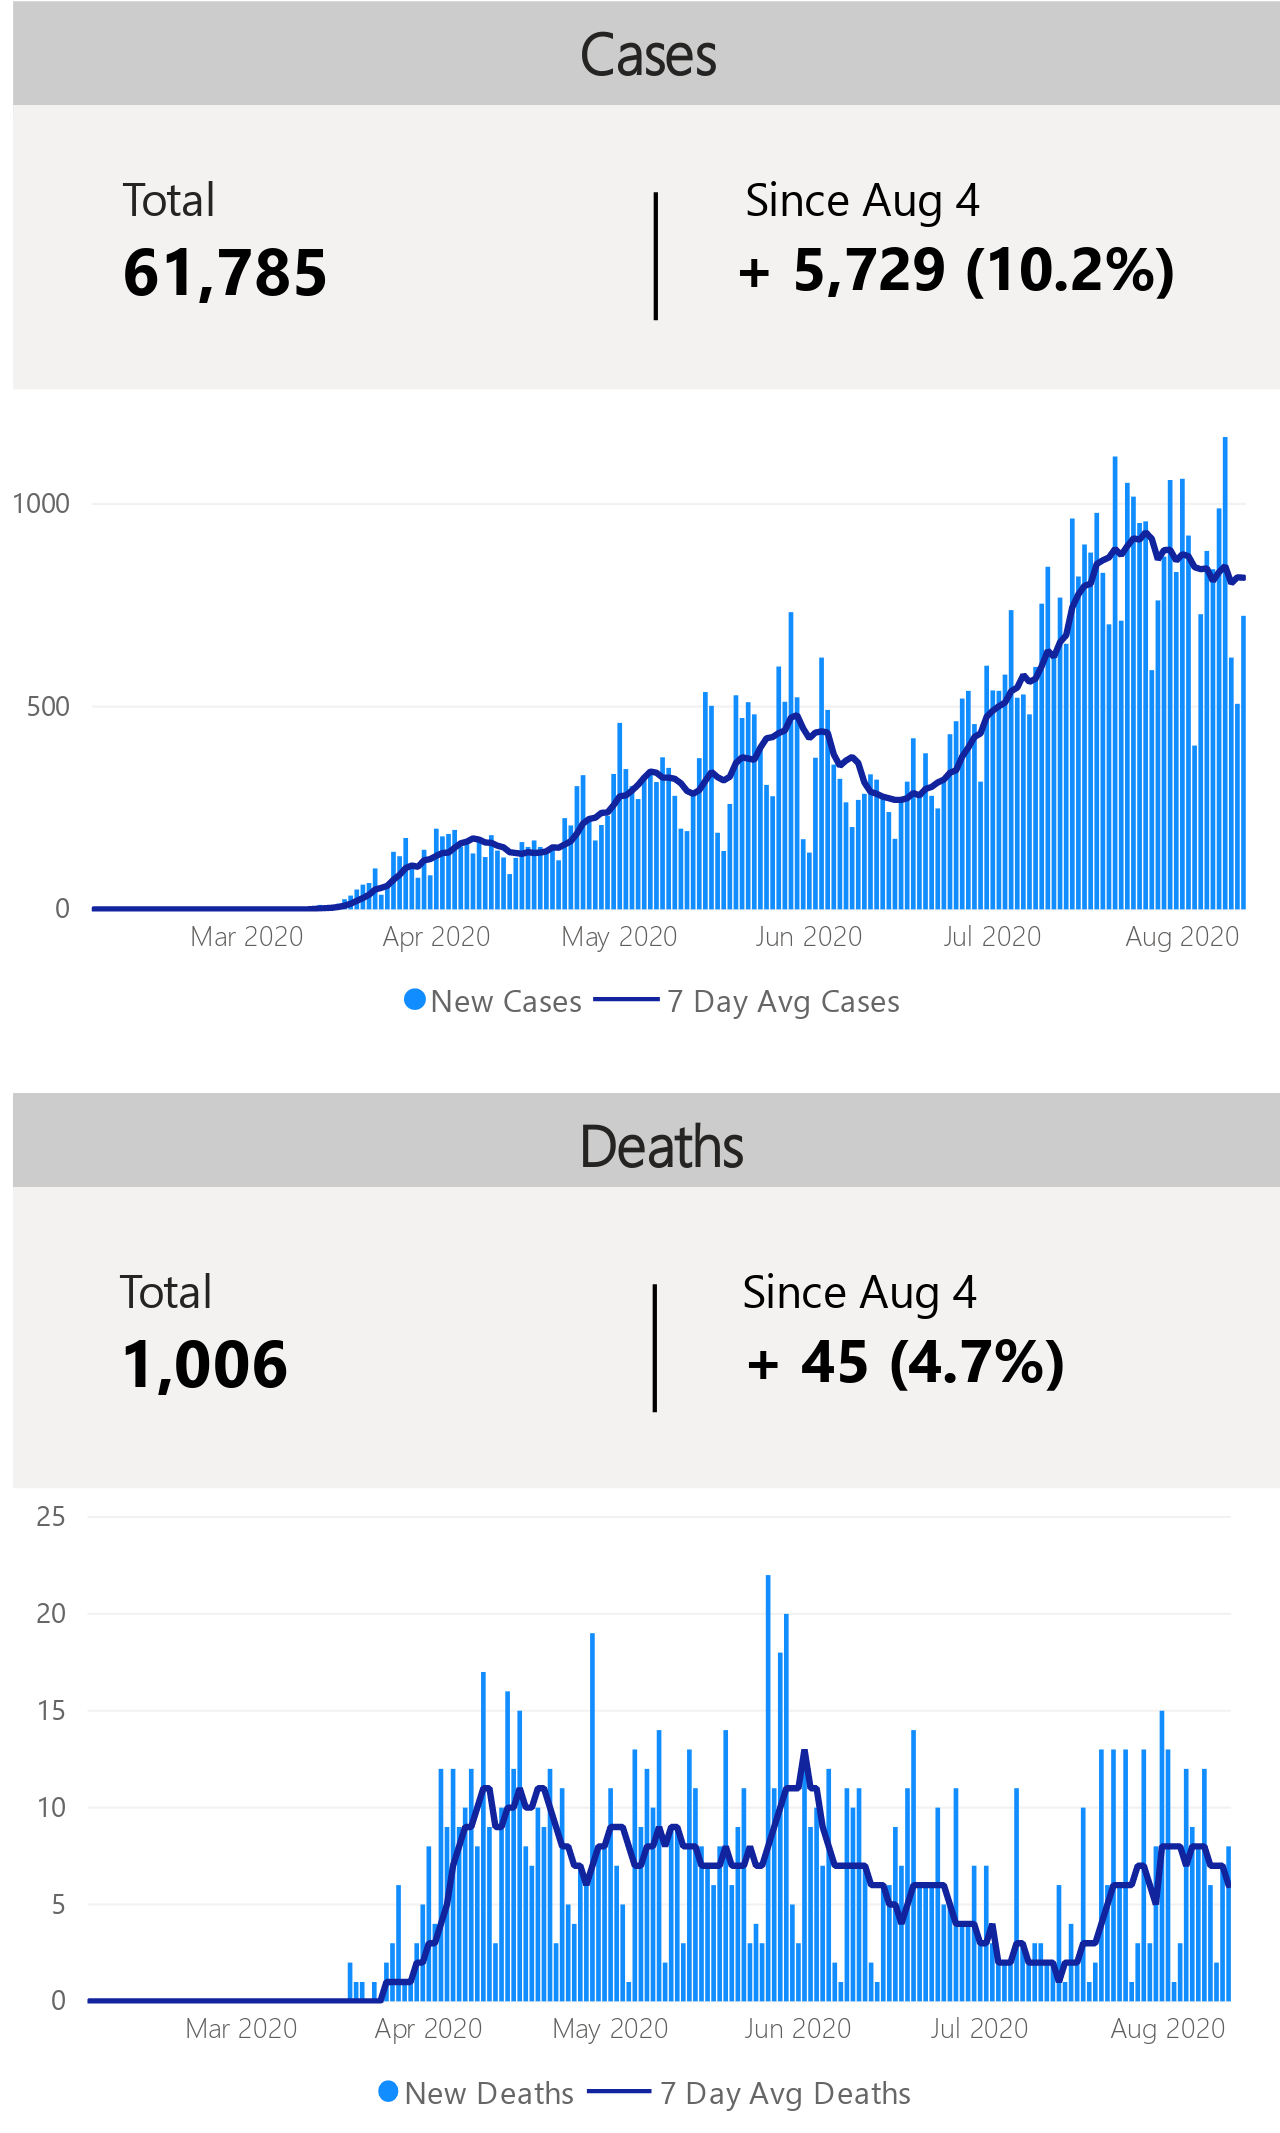 Cases
Total
Since Aug 4
61,785
+ 5,729 (10.2%)
1000
500
0
Mar 2020 Apr 2020 May 2020 Jun 2020 Jul 2020 Aug 2020
New Cases 7 Day Avg Cases
Deaths
Total
Since Aug 4
1,006
+ 45 (4.7%)
25
20
15
10
5
0
Mar 2020 Apr 2020 May 2020 Jun 2020 Jul 2020 Aug 2020
New Deaths 7 Day Avg Deaths